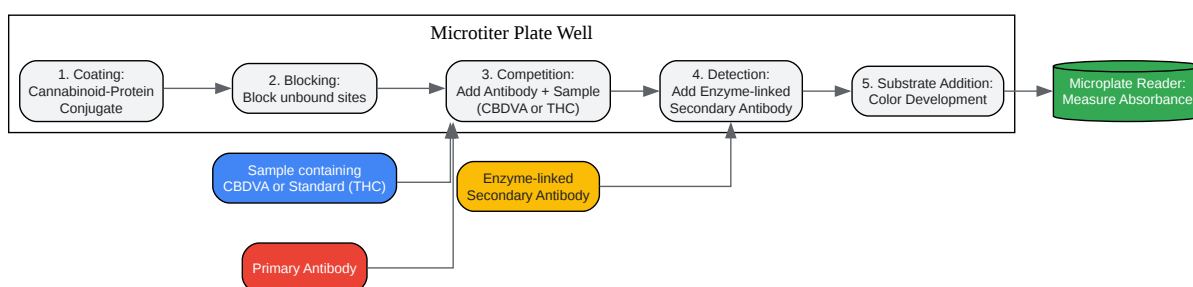 Microtiter Plate Well
1. Coating:
Cannabinoid-Protein
Conjugate
2. Blocking:
Block unbound sites
3. Competition:
Add Antibody + Sample
(CBDVA or THC)
4. Detection:
Add Enzyme-linked
Secondary Antibody
5. Substrate Addition:
Color Development
Microplate Reader:
Measure Absorbance
Sample containing
CBDVA or Standard (THC)
Enzyme-linked
Secondary Antibody
Primary Antibody